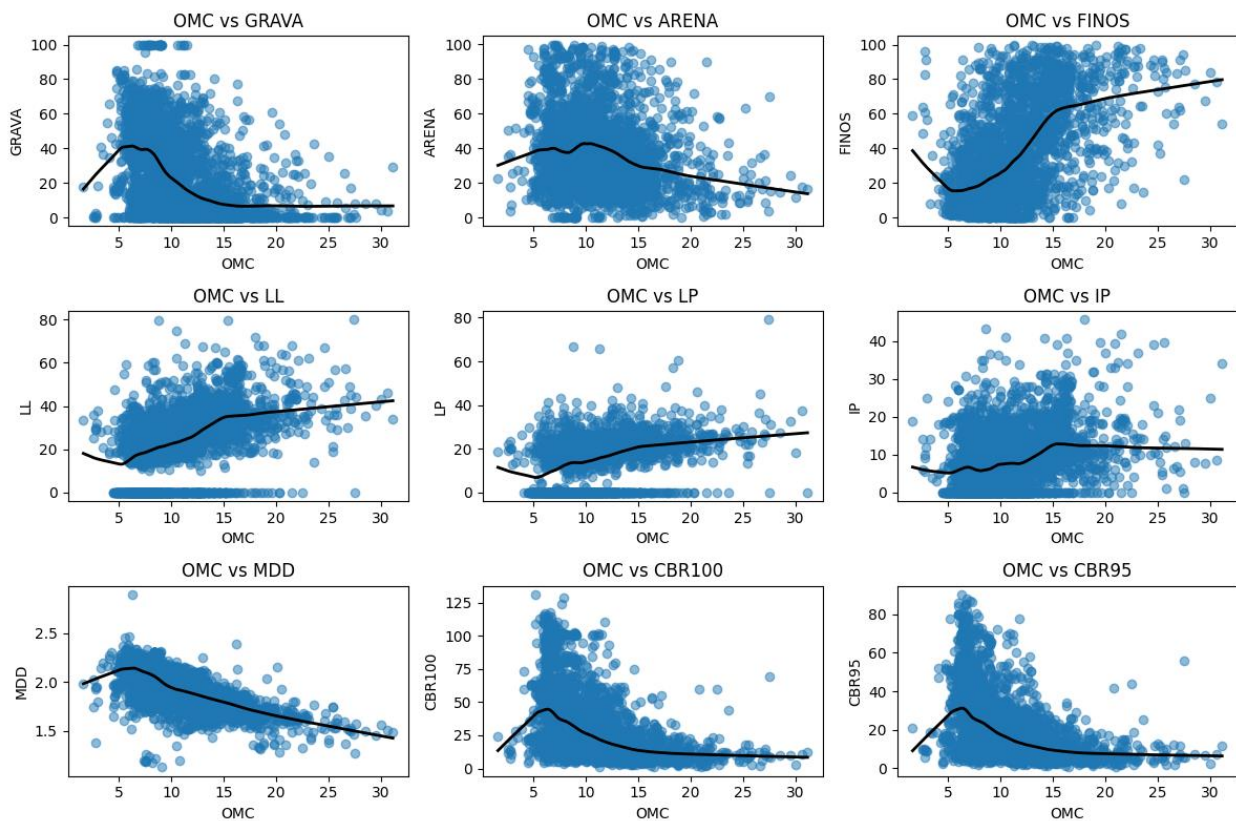 OMC vs GRAVA
OMC vs ARENA
OMC vs FINOS
100
80
60
40
20
0
GRAVA
5 10 15 20 25 30
OMC
100
80
60
40
20
0
ARENA
5 10 15 20 25 30
OMC
100
80
60
40
20
0
FINOS
5 10 15 20 25 30
OMC
OMC vs LL
OMC vs LP
OMC vs IP
80
60
40
20
0
LL
5 10 15 20 25 30
OMC
80
60
40
20
0
LP
5 10 15 20 25 30
OMC
40
30
20
10
0
IP
5 10 15 20 25 30
OMC
OMC vs MDD
OMC vs CBR100
OMC vs CBR95
2.5
2.0
1.5
MDD
5 10 15 20 25 30
OMC
125
100
75
50
25
0
CBR100
5 10 15 20 25 30
OMC
80
60
40
20
0
CBR95
5 10 15 20 25 30
OMC